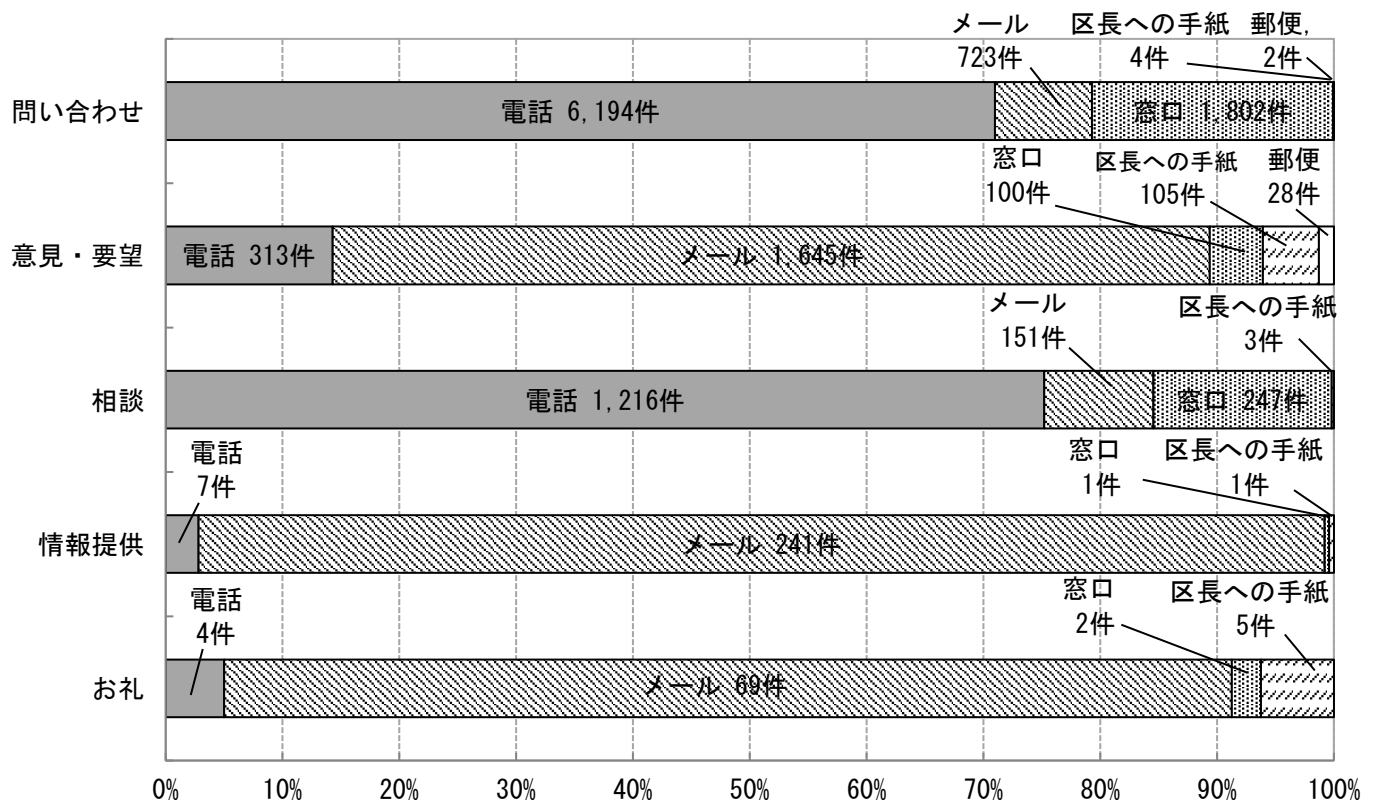 メール 区長への手紙 郵便,
723件 4件 2件
問い合わせ 電話 6,194件 窓口 1,802件
窓口 区長への手紙 郵便
100件 105件 28件
意見・要望 電話 313件 メール 1,645件
メール 区長への手紙
151件 3件
相談 電話 1,216件 窓口 247件
電話 窓口 区長への手紙
7件 1件 1件
情報提供 メール 241件
電話 窓口 区長への手紙
4件 2件 5件
お礼 メール 69件
0% 10% 20% 30% 40% 50% 60% 70% 80% 90% 100%